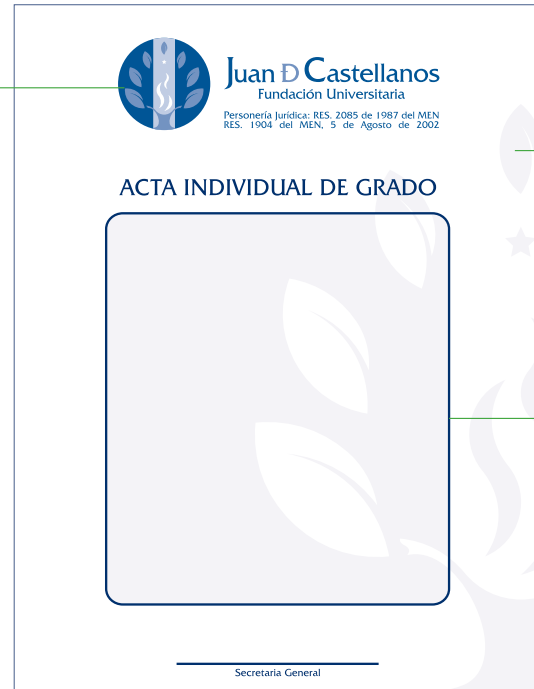 Juan Ð Castellanos
Fundación Universitaria
Personería Jurídica: RES. 2085 de 1987 del MEN
RES. 1904 del MEN, 5 de Agosto de 2002
ACTA INDIVIDUAL DE GRADO
Secretaria General